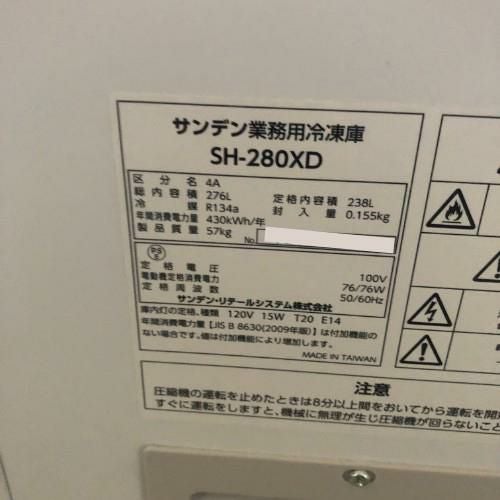 サンデン業務用冷凍庫
SH-280XD
区分名 4A
総内容積 276L 定格内容積 238L
冷媒 R134a 封入量 0.155kg
年間消費電力量 430kWh/年
製品質量 57kg No.
PS
E
定格電圧 100V
電動機定格消費電力 76/76W
定格周波数 50/60Hz
サンデン・リテールシステム株式会社
庫内灯の定格、種類 120V 15W T20 E14
年間消費電力量【JIS B 8630(2009年版)】は付加機能の
ない場合です。値は付加機能により増加します。
MADE IN TAIWAN
注意
圧縮機の運転を止めたときは8分以上間をおいてから運転を開
すぐに運転をしますと、機械に無理が生じ圧縮機が回らないこと